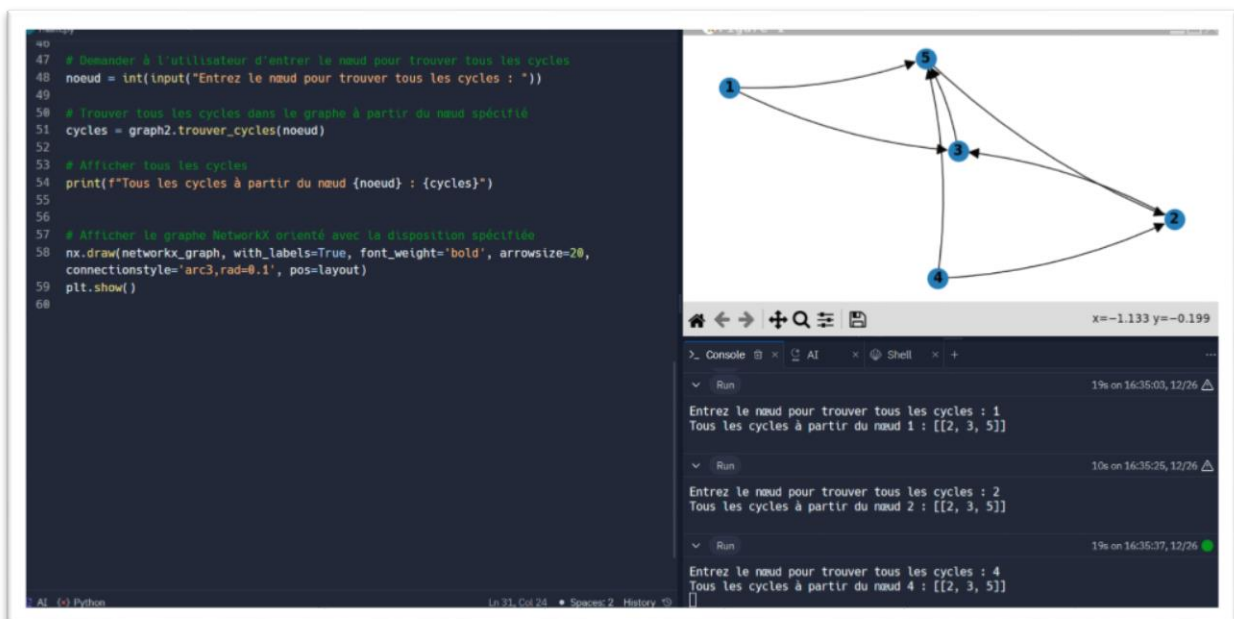 46
47 # Demander à l'utilisateur d'entrer le nœud pour trouver tous les cycles
48 noeud = int(input("Entrez le nœud pour trouver tous les cycles : "))
49
50 # Trouver tous les cycles dans le graphe à partir du nœud spécifié
51 cycles = graph2.trouver_cycles(noeud)
52
53 # Afficher tous les cycles
54 print(f"Tous les cycles à partir du nœud {noeud} : {cycles}")
55
56
57 # Afficher le graphe NetworkX orienté avec la disposition spécifiée
58 nx.draw(networkx_graph, with_labels=True, font_weight='bold', arrowsize=20,
connectionstyle='arc3,rad=0.1', pos=layout)
59 plt.show()
60
AI Python
Ln 31, Col 24 • Spaces: 2 History
5
1
3
2
4
x=-1.133 y=-0.199
>_ Console × AI × Shell × +
Run 19s on 16:35:03, 12/26
Entrez le nœud pour trouver tous les cycles : 1
Tous les cycles à partir du nœud 1 : [[2, 3, 5]]
Run 10s on 16:35:25, 12/26
Entrez le nœud pour trouver tous les cycles : 2
Tous les cycles à partir du nœud 2 : [[2, 3, 5]]
Run 19s on 16:35:37, 12/26
Entrez le nœud pour trouver tous les cycles : 4
Tous les cycles à partir du nœud 4 : [[2, 3, 5]]